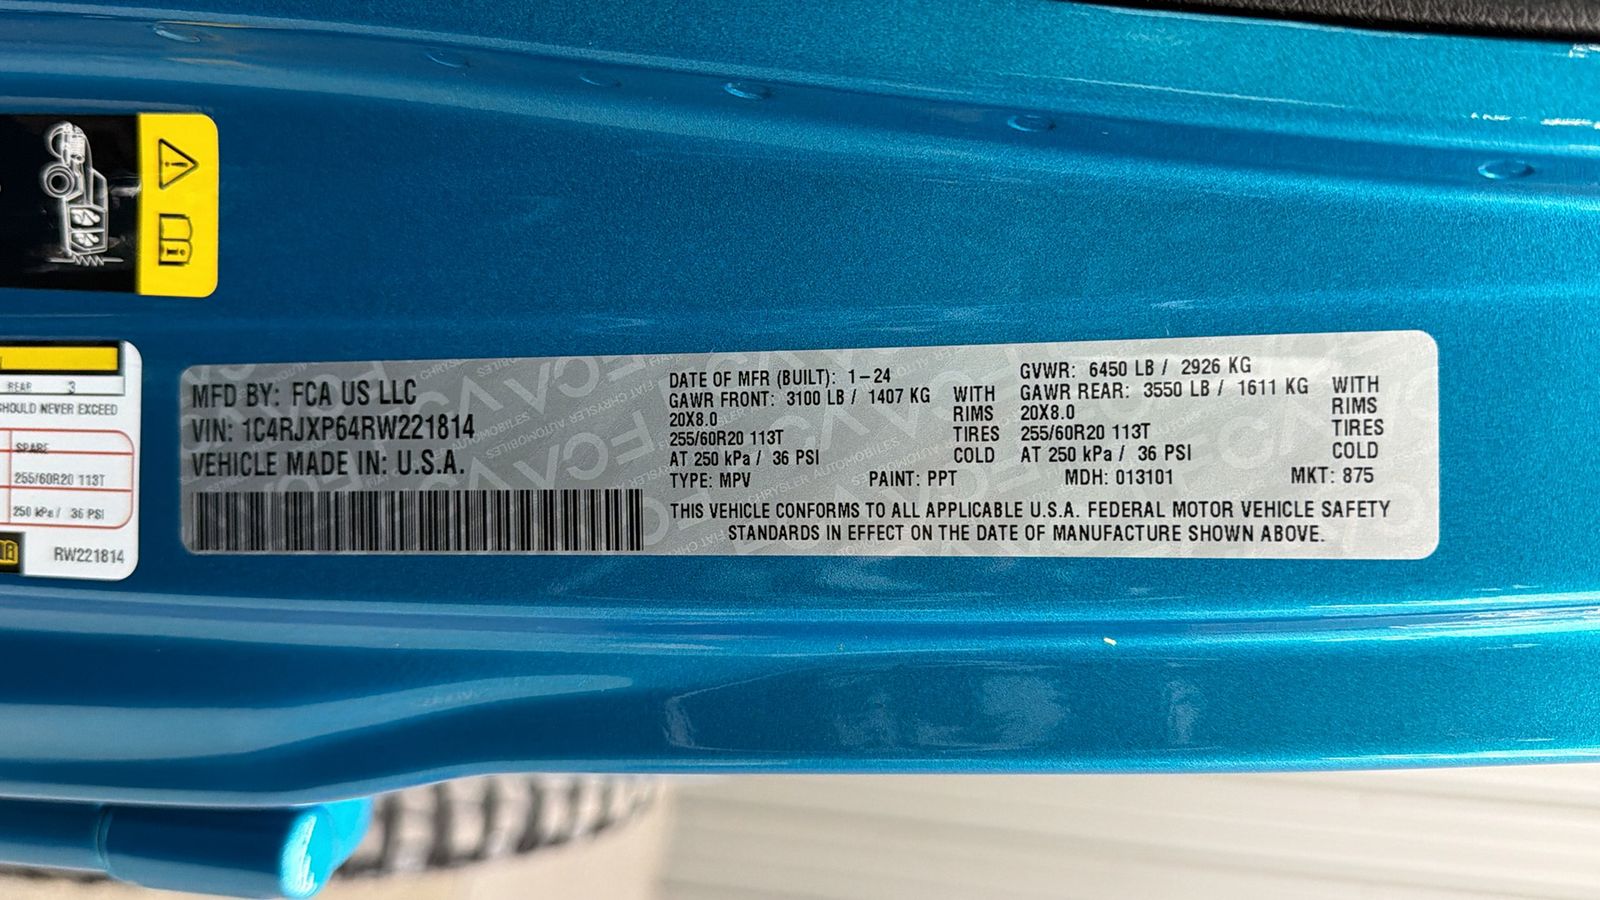 REAR 3
HOULD NEVER EXCEED
SPARE
255/60R20 113T
250 kPa / 36 PSI
RW221814
MFD BY: FCA US LLC
VIN: 1C4RJXP64RW221814
VEHICLE MADE IN: U.S.A.
DATE OF MFR (BUILT): 1-24
GAWR FRONT: 3100 LB / 1407 KG WITH
20X8.0 RIMS
255/60R20 113T TIRES
AT 250 kPa / 36 PSI COLD
GVWR: 6450 LB / 2926 KG
GAWR REAR: 3550 LB / 1611 KG WITH
20X8.0 RIMS
255/60R20 113T TIRES
AT 250 kPa / 36 PSI COLD
TYPE: MPV PAINT: PPT MDH: 013101 MKT: 875
THIS VEHICLE CONFORMS TO ALL APPLICABLE U.S.A. FEDERAL MOTOR VEHICLE SAFETY
STANDARDS IN EFFECT ON THE DATE OF MANUFACTURE SHOWN ABOVE.